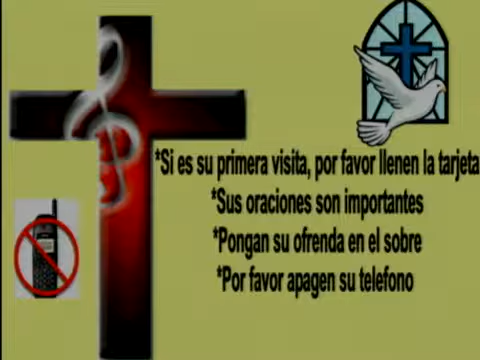 *Si es su primera visita, por favor llenen la tarjeta
*Sus oraciones son importantes
*Pongan su ofrenda en el sobre
*Por favor apagen su telefono